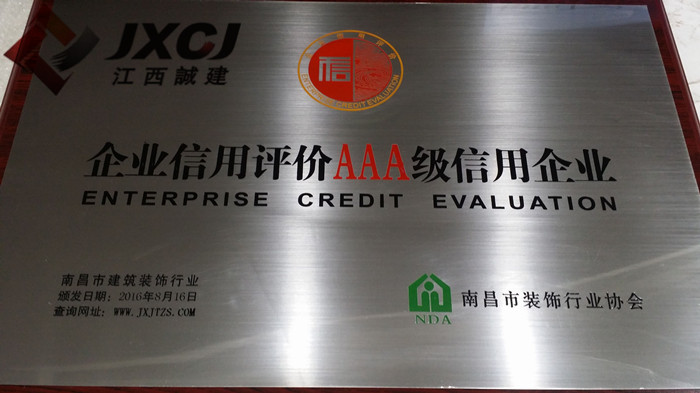 JXCJ
江西誠建
信
CREDIT EVALUATION
企业信用评价AAA级信用企业
ENTERPRISE CREDIT EVALUATION
南昌市建筑装饰行业
颁发日期：2016年8月16日
查询网址：WWW.JXJTZS.COM
NDA
南昌市装饰行业协会